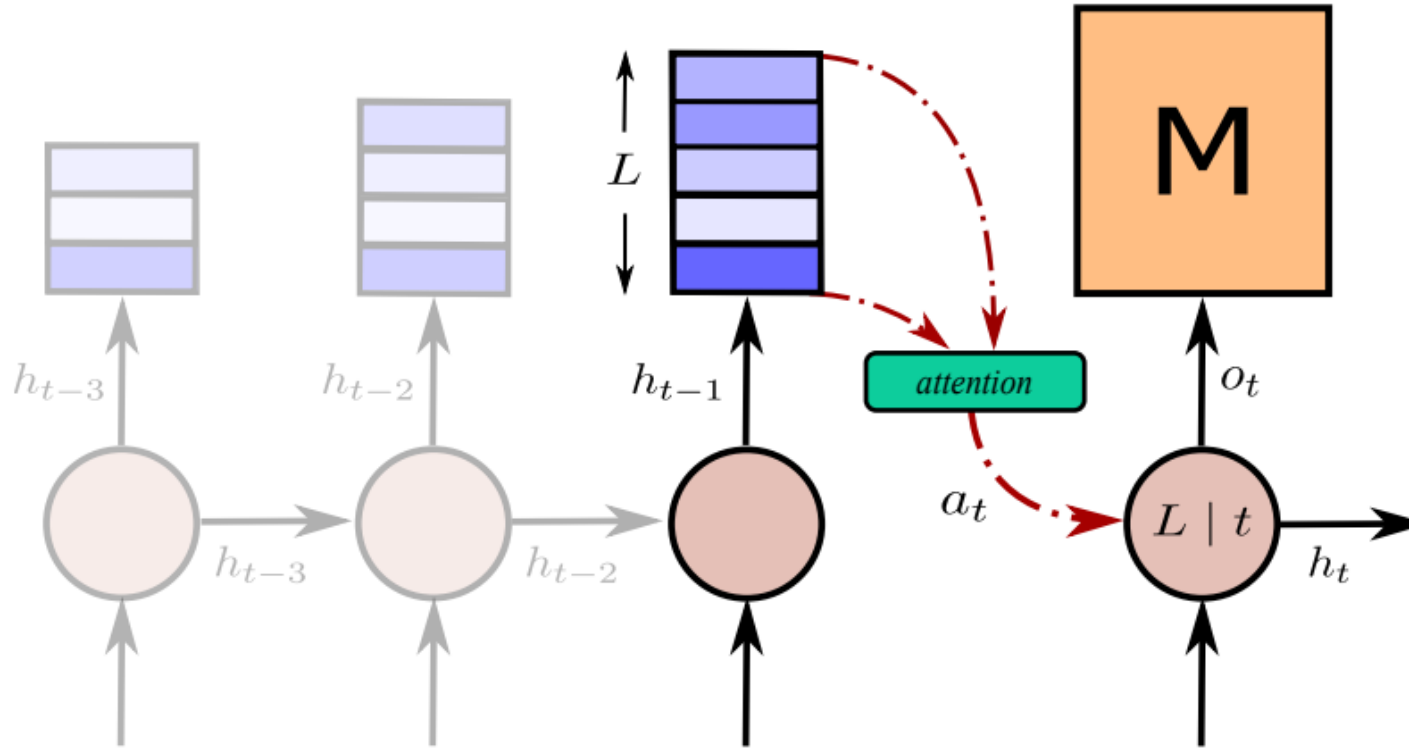 M
L
h_{t-3}
h_{t-2}
h_{t-1}
attention
o_t
a_t
L | t
h_{t-3}
h_{t-2}
h_t